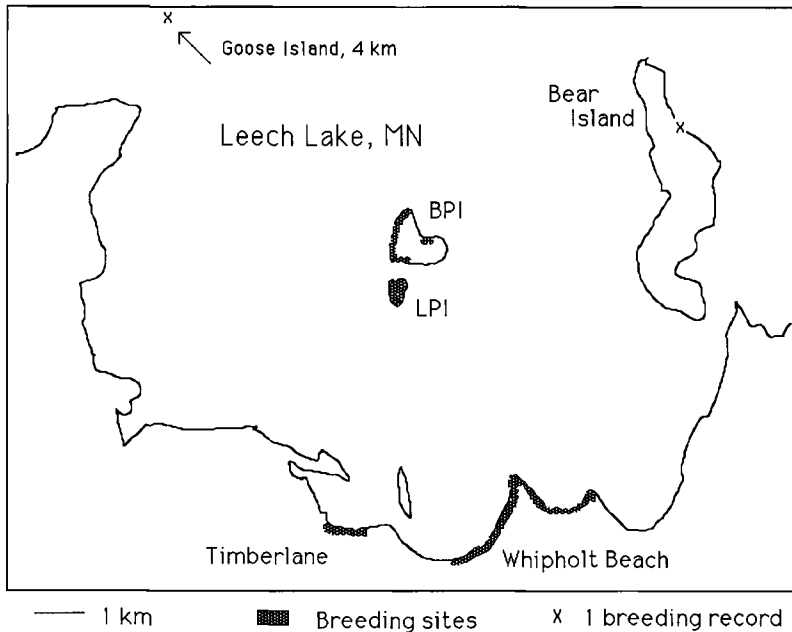 x
Goose Island, 4 km
Bear
Island
x
Leech Lake, MN
BPI
LPI
Timberlane
Whipholt Beach
1 km
Breeding sites
x 1 breeding record